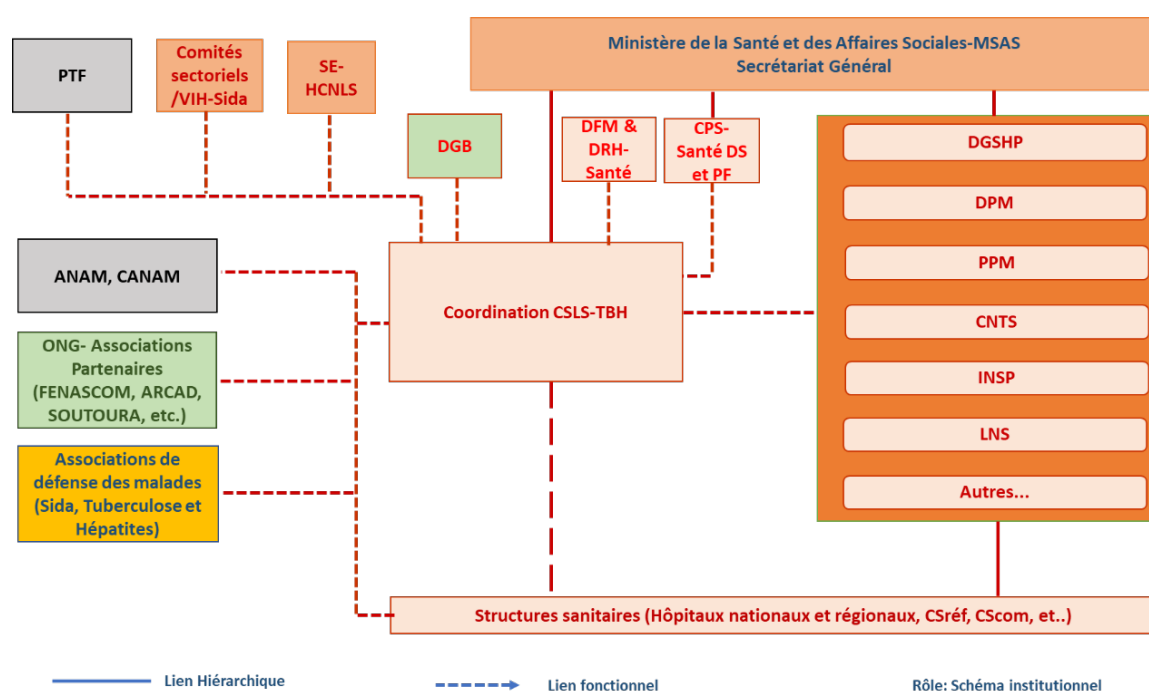 Ministère de la Santé et des Affaires Sociales-MSAS
Secrétariat Général
PTF
Comités
sectoriels
/VIH-Sida
SE-
HCNLS
DGB
DFM &
DRH-
Santé
CPS-
Santé DS
et PF
DGSHP
DPM
PPM
CNTS
INSP
LNS
Autres...
ANAM, CANAM
Coordination CSLS-TBH
ONG- Associations
Partenaires
(FENASCOM, ARCAD,
SOUTOURA, etc.)
Associations de
défense des malades
(Sida, Tuberculose et
Hépatites)
Structures sanitaires (Hôpitaux nationaux et régionaux, CSréf, CScom, et..)
Lien Hiérarchique
Lien fonctionnel
Rôle: Schéma institutionnel